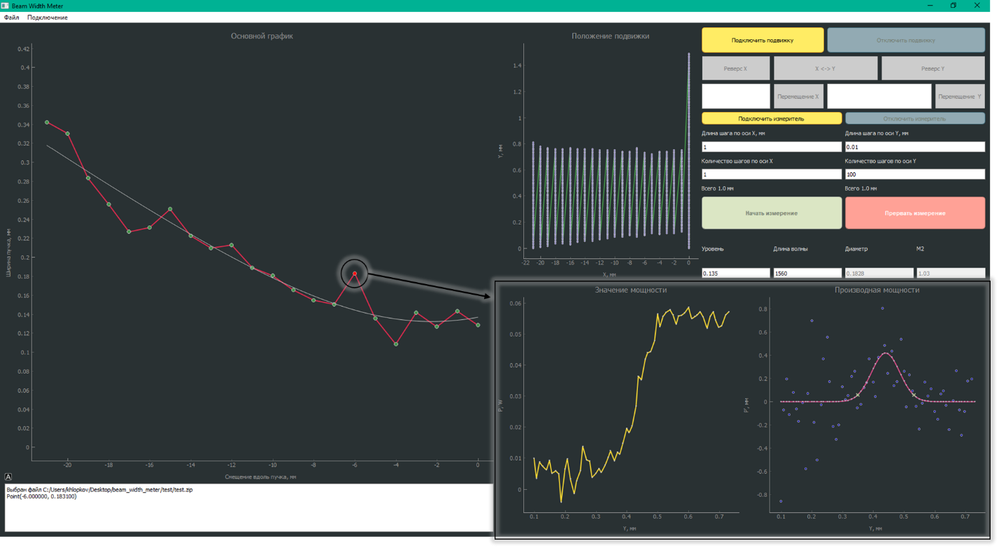 Beam Width Meter
Файл Подключение
Основной график
0.42
0.4
0.38
0.36
0.34
0.32
0.3
0.28
0.26
0.24
0.22
0.2
0.18
0.16
0.14
0.12
0.1
0.08
0.06
0.04
0.02
0
Ширина пучка, мм
-20 -18 -16 -14 -12 -10 -8 -6 -4 -2 0
Смещение вдоль пучка, мм
A
Выбран файл C:/Users/khlopkov/Desktop/beam_width_meter/test/test.zip
Point(-6.000000, 0.183100)
Положение подвижки
1.4
1.2
1
0.8
0.6
0.4
0.2
0
Y, мм
-22 -20 -18 -16 -14 -12 -10 -8 -6 -4 -2 0
X, мм
Подключить подвижку Отключить подвижку
Реверс X X <-> Y Реверс Y
Перемещение X Перемещение Y
Подключить измеритель Отключить измеритель
Длина шага по оси X, мм Длина шага по оси Y, мм
1 0.01
Количество шагов по оси X Количество шагов по оси Y
1 100
Всего 1.0 мм Всего 1.0 мм
Начать измерение Прервать измерение
Уровень Длина волны Диаметр M2
0.135 1560 0.1828 1.03
Значение мощности
0.06
0.05
0.04
0.03
0.02
0.01
0
P, W
0.1 0.2 0.3 0.4 0.5 0.6 0.7
Y, мм
Производная мощности
0.8
0.6
0.4
0.2
0
-0.2
-0.4
-0.6
-0.8
P', мм
0.1 0.2 0.3 0.4 0.5 0.6 0.7
Y, мм